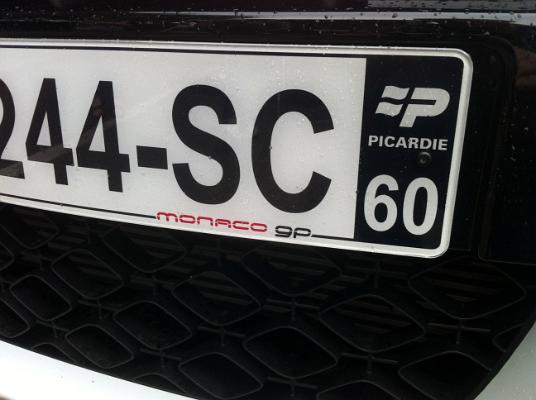 244-SC
PICARDIE
60
monaco gp